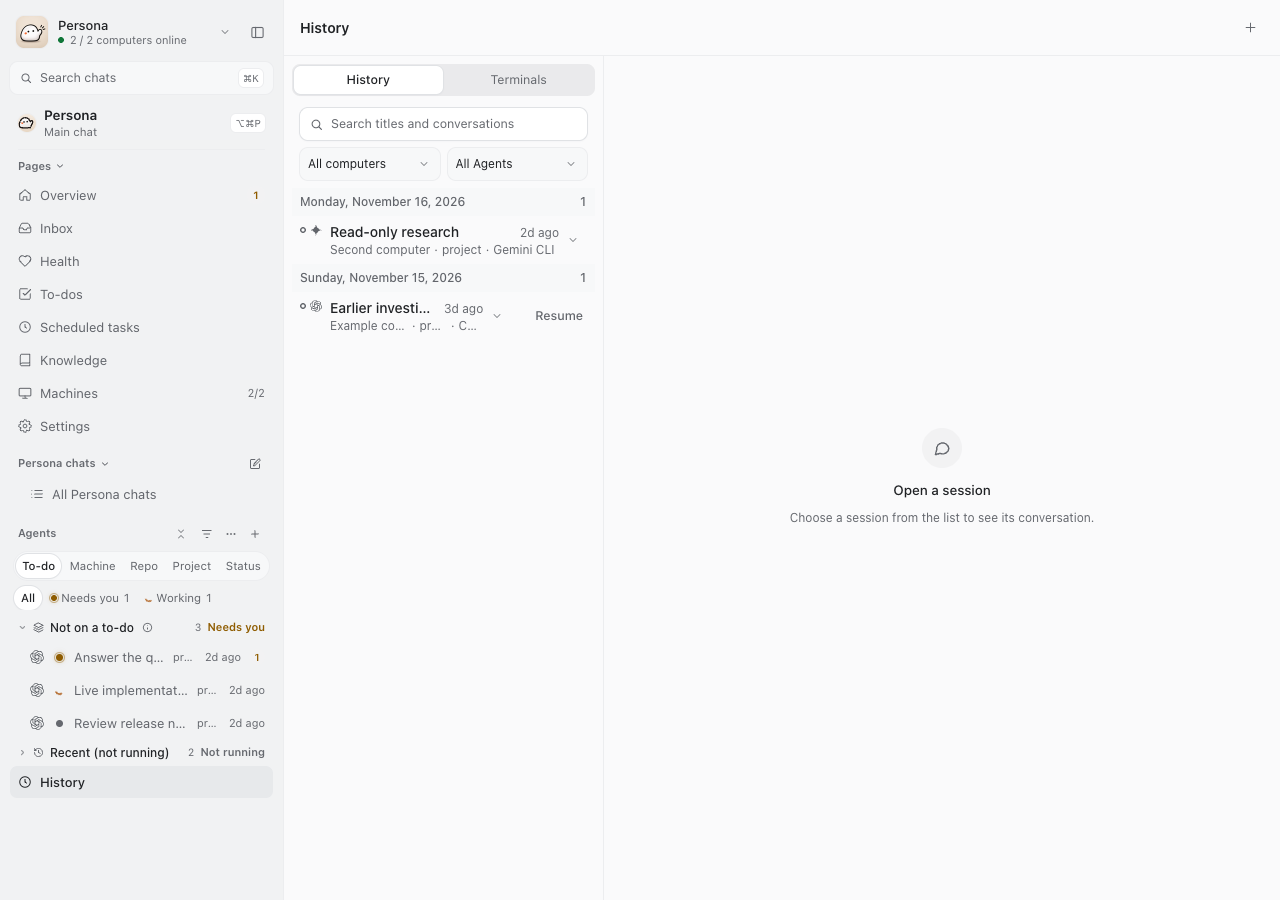 Persona
2 / 2 computers online
Search chats
⌘K
Persona
Main chat
⌥⌘P
Pages
Overview
1
Inbox
Health
To-dos
Scheduled tasks
Knowledge
Machines
2/2
Settings
Persona chats
All Persona chats
Agents
To-do Machine Repo Project Status
All Needs you 1 Working 1
Not on a to-do 3 Needs you
Answer the q... pr... 2d ago 1
Live implementat... pr... 2d ago
Review release n... pr... 2d ago
Recent (not running) 2 Not running
History
History
History Terminals
Search titles and conversations
All computers All Agents
Monday, November 16, 2026 1
Read-only research 2d ago
Second computer · project · Gemini CLI
Sunday, November 15, 2026 1
Earlier investi... 3d ago
Example co... · pr... · C...
Resume
Open a session
Choose a session from the list to see its conversation.